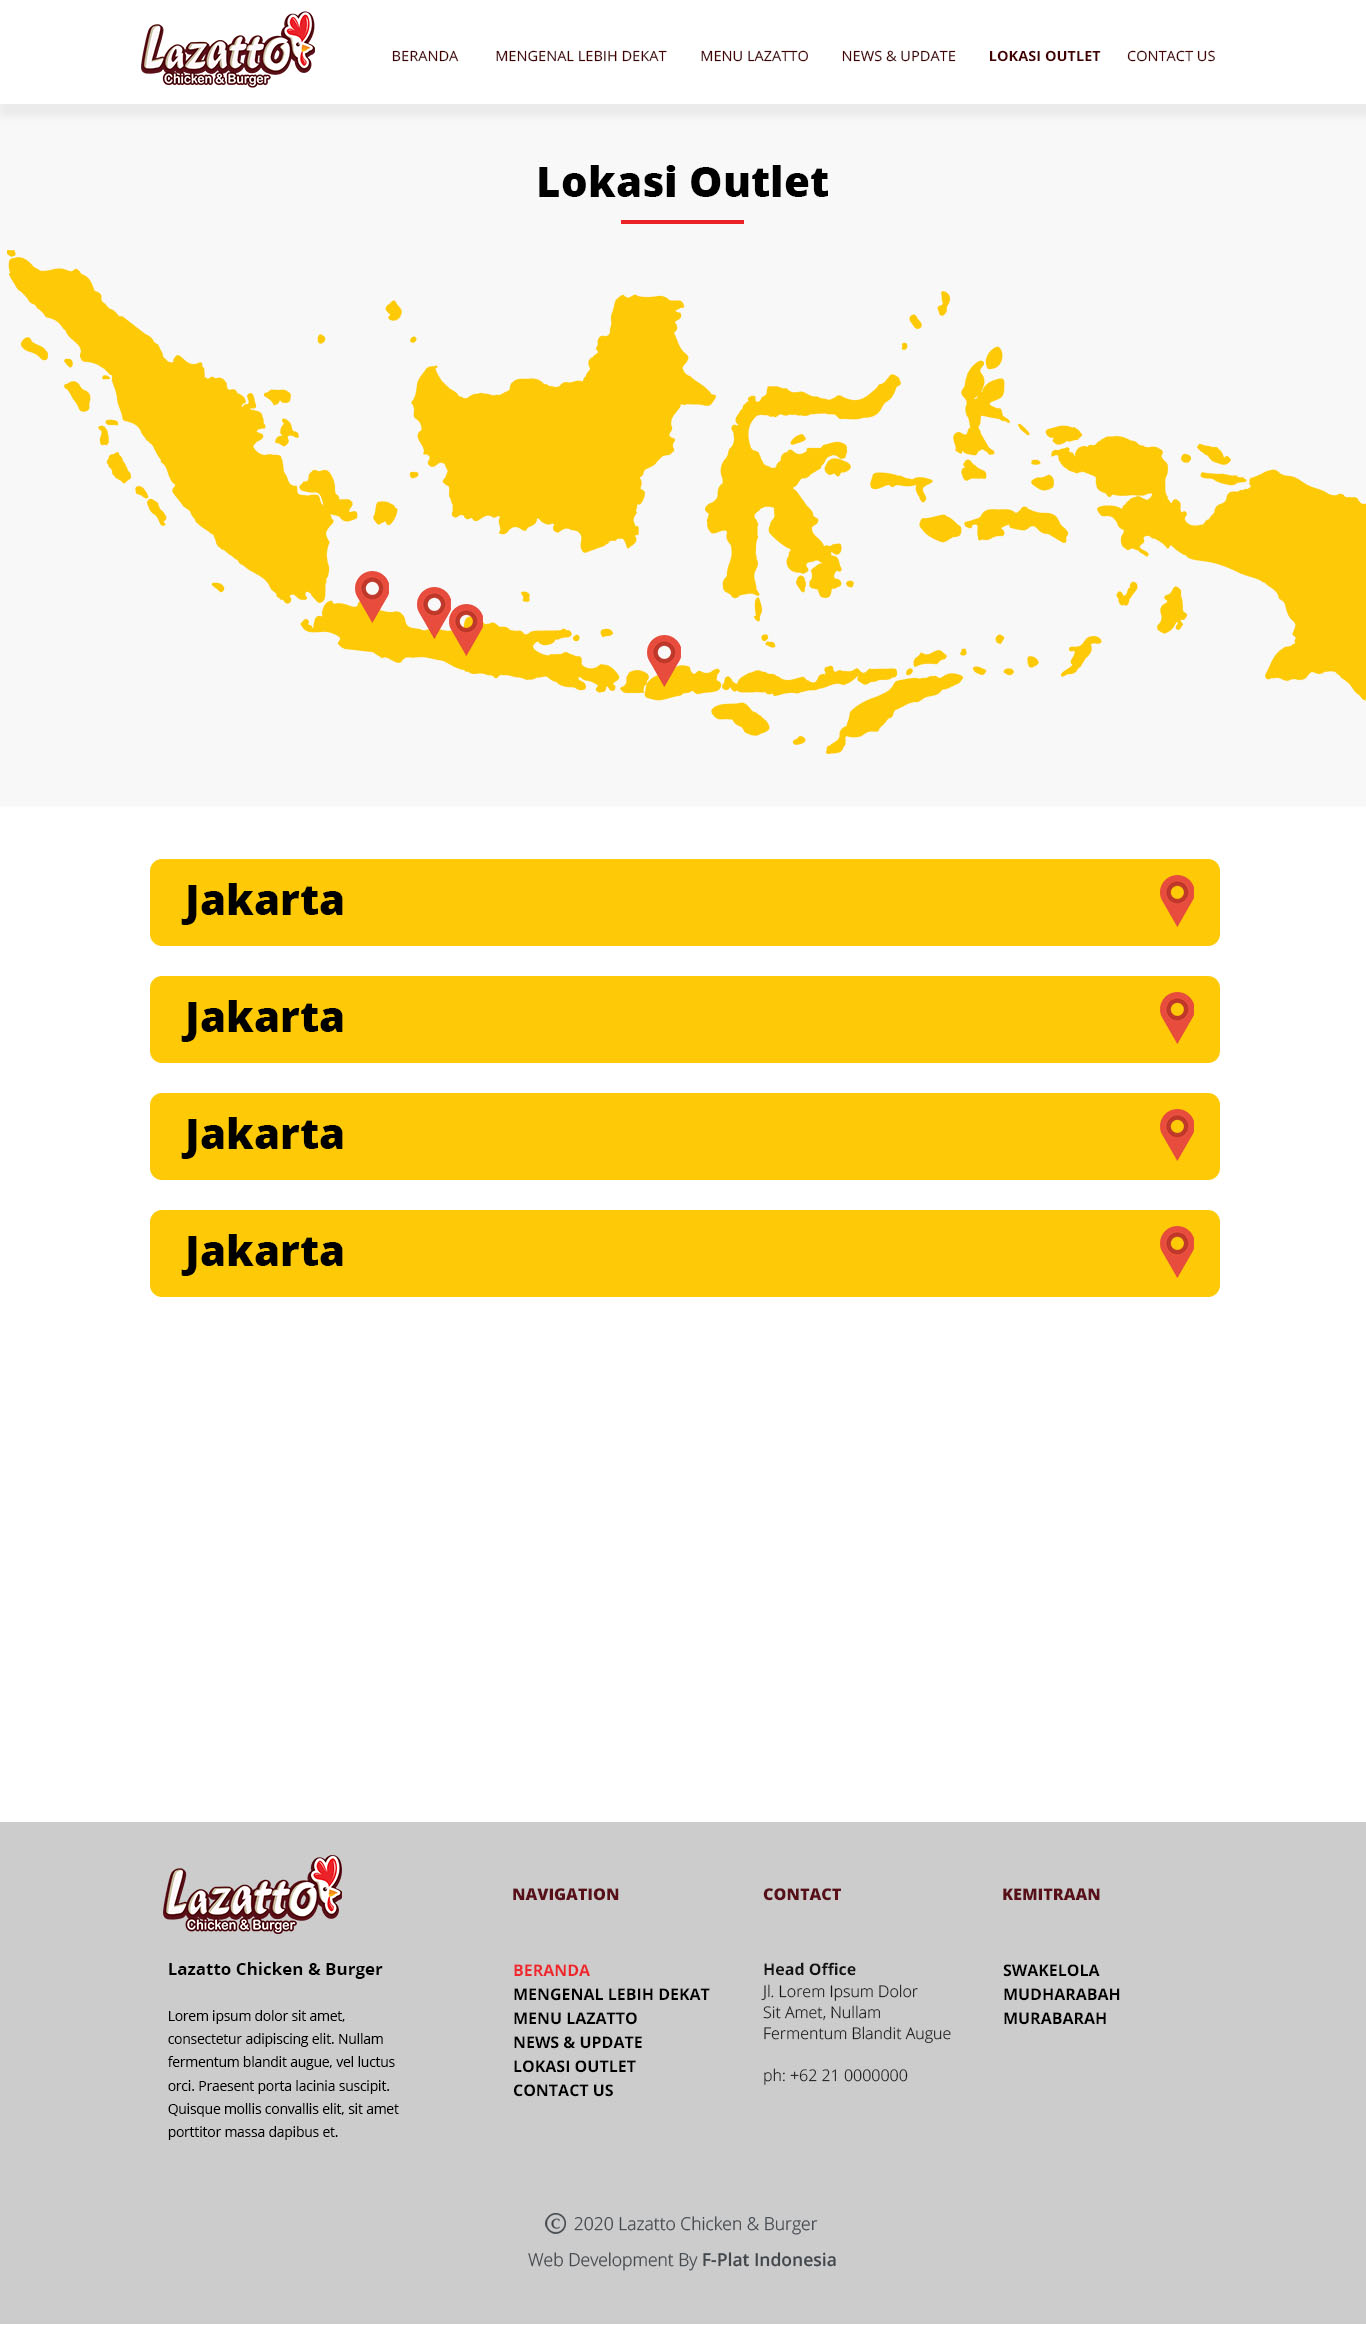 Lazatto
Chicken & Burger
BERANDA MENGENAL LEBIH DEKAT MENU LAZATTO NEWS & UPDATE LOKASI OUTLET CONTACT US
Lokasi Outlet
Jakarta
Jakarta
Jakarta
Jakarta
Lazatto
Chicken & Burger
Lazatto Chicken & Burger
Lorem ipsum dolor sit amet,
consectetur adipiscing elit. Nullam
fermentum blandit augue, vel luctus
orci. Praesent porta lacinia suscipit.
Quisque mollis convallis elit, sit amet
porttitor massa dapibus et.
NAVIGATION
BERANDA
MENGENAL LEBIH DEKAT
MENU LAZATTO
NEWS & UPDATE
LOKASI OUTLET
CONTACT US
CONTACT
Head Office
Jl. Lorem Ipsum Dolor
Sit Amet, Nullam
Fermentum Blandit Augue
ph: +62 21 0000000
KEMITRAAN
SWAKELOLA
MUDHARABAH
MURABARAH
© 2020 Lazatto Chicken & Burger
Web Development By F-Plat Indonesia